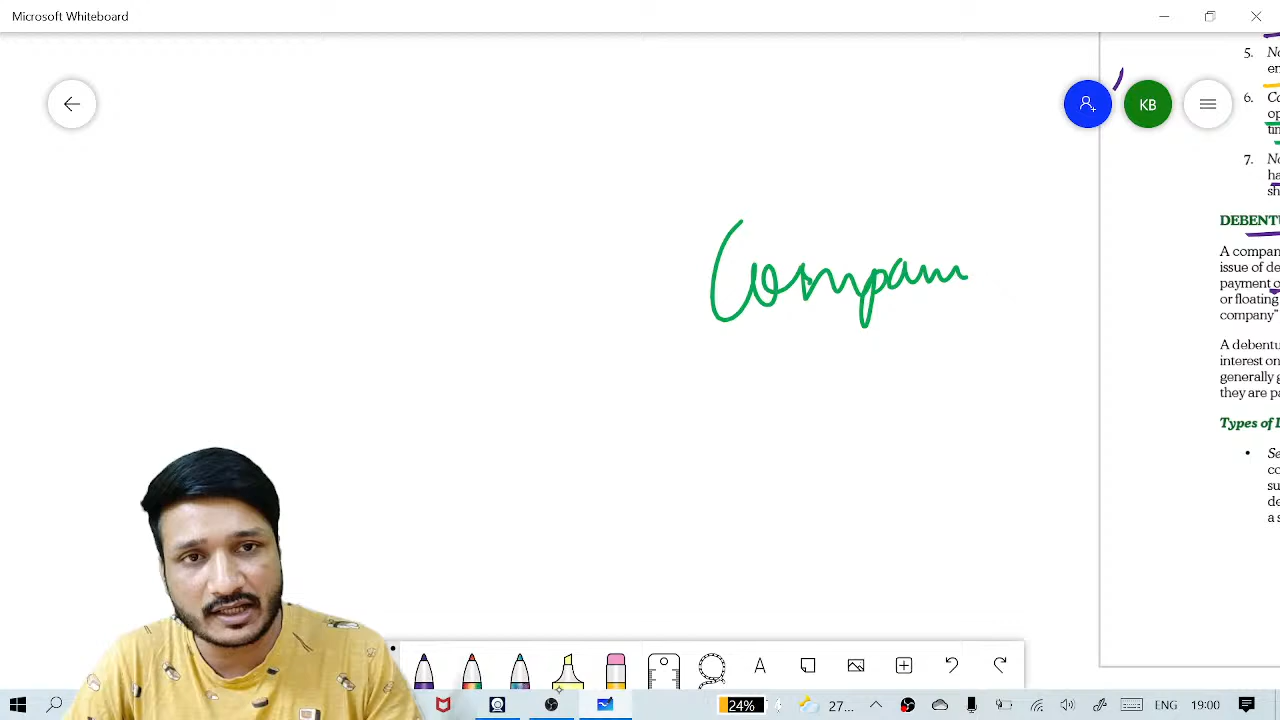 Microsoft Whiteboard
KB
Compan
5. No
en
6. Co
op
tin
7. No
ha
sh
DEBENTU
A compan
issue of de
payment o
or floating
company"
A debentu
interest on
generally g
they are pa
Types of D
• Se
co
su
de
a s
A
24%
27...
ENG
19:00